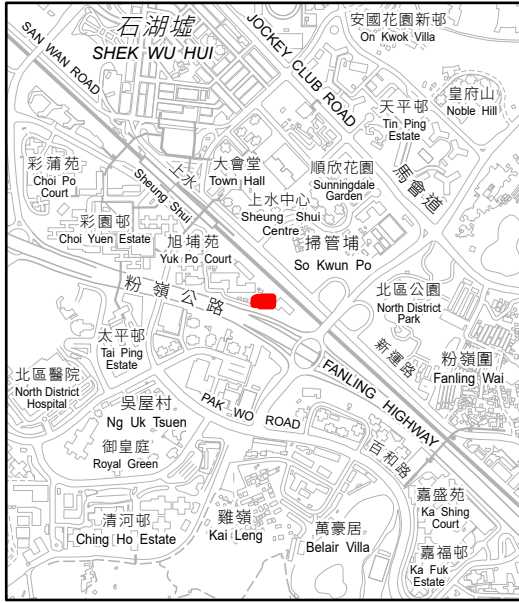 石湖墟
SHEK WU HUI
SAN WAN ROAD
JOCKEY CLUB ROAD
安國花園新邨
On Kwok Villa
天平邨
Tin Ping
Estate
皇府山
Noble Hill
彩蒲苑
Choi Po
Court
上水
Sheung Shui
大會堂
Town Hall
順欣花園
Sunningdale
Garden
馬會道
上水中心
Sheung Shui
Centre
彩園邨
Choi Yuen Estate
旭埔苑
Yuk Po Court
掃管埔
So Kwun Po
粉嶺公路
北區公園
North District
Park
太平邨
Tai Ping
Estate
新運路
粉嶺圍
Fanling Wai
FANLING HIGHWAY
北區醫院
North District
Hospital
吳屋村
Ng Uk Tsuen
PAK WO ROAD
百和路
御皇庭
Royal Green
清河邨
Ching Ho Estate
雞嶺
Kai Leng
萬豪居
Belair Villa
嘉盛苑
Ka Shing
Court
嘉福邨
Ka Fuk
Estate